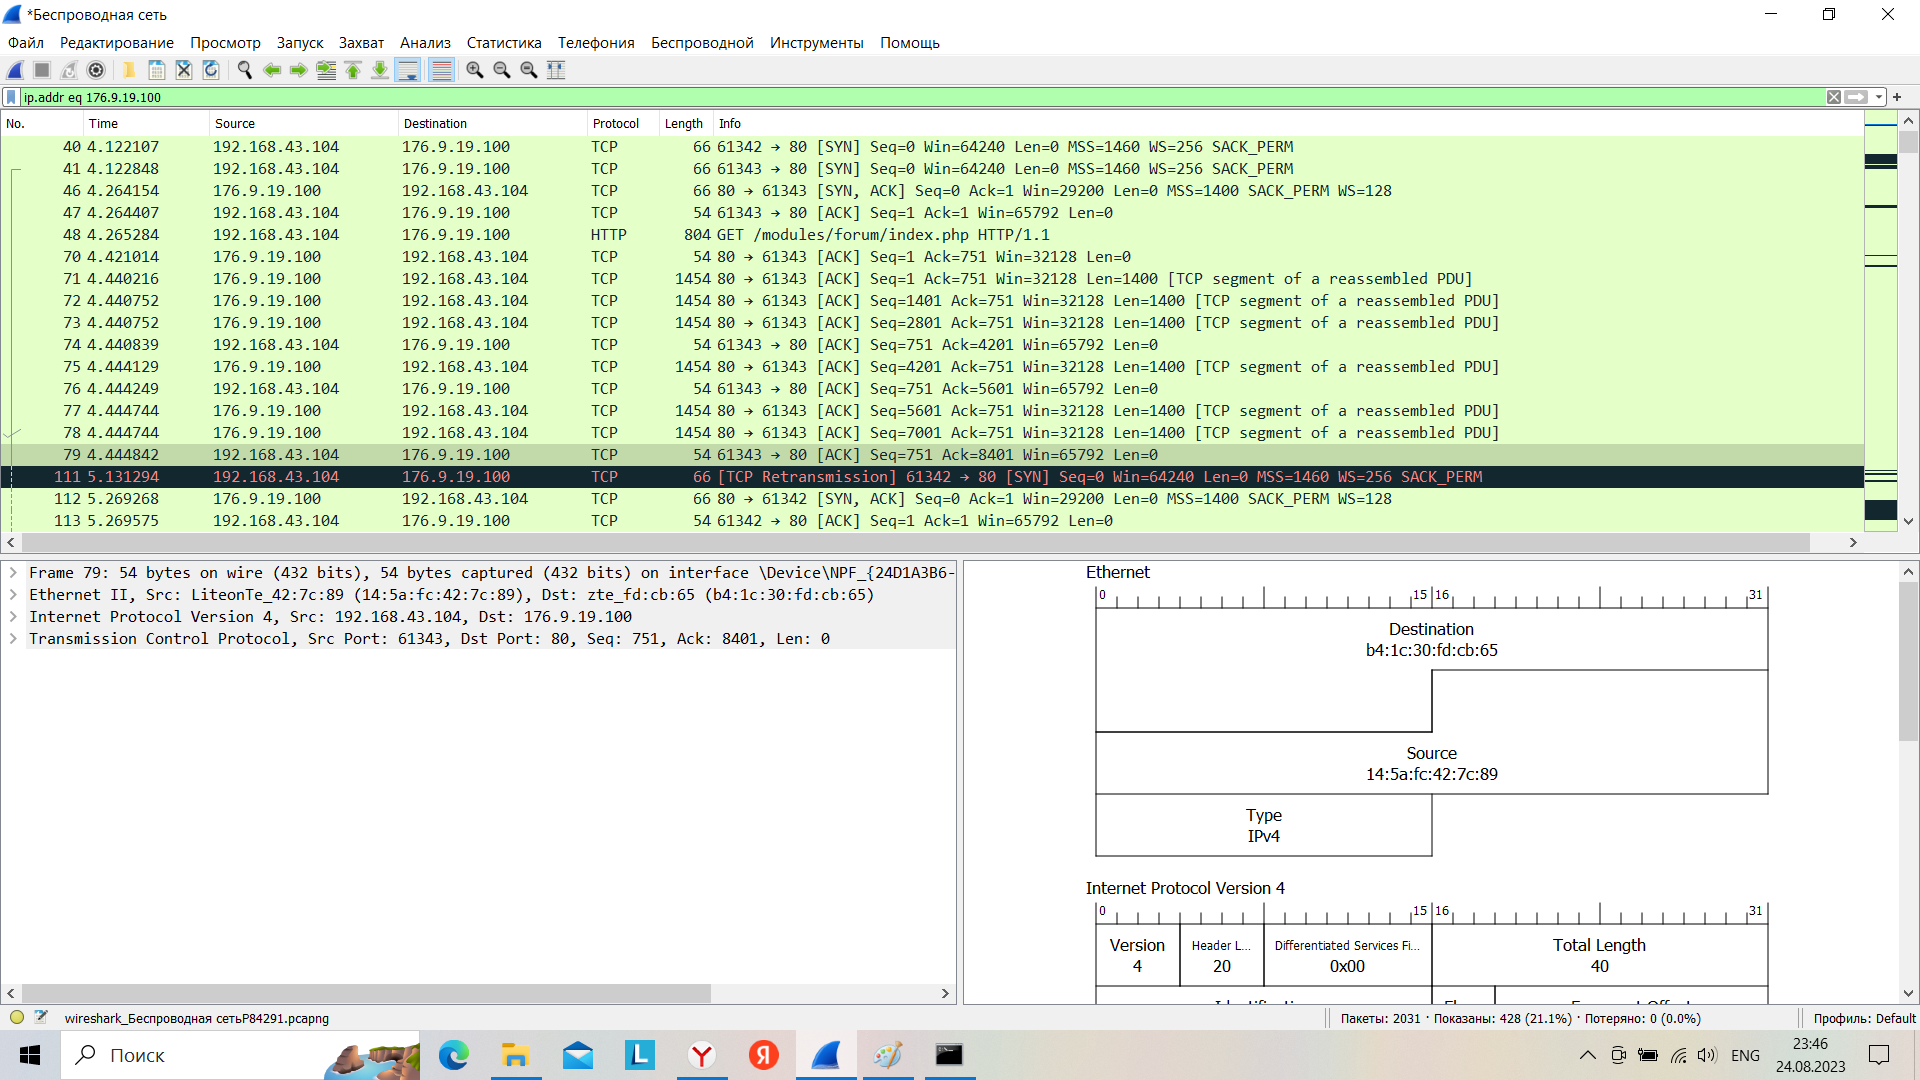 *Беспроводная сеть
Файл Редактирование Просмотр Запуск Захват Анализ Статистика Телефония Беспроводной Инструменты Помощь
ip.addr eq 176.9.19.100
No. Time Source Destination Protocol Length Info
40 4.122107 192.168.43.104 176.9.19.100 TCP 66 61342 → 80 [SYN] Seq=0 Win=64240 Len=0 MSS=1460 WS=256 SACK_PERM
41 4.122848 192.168.43.104 176.9.19.100 TCP 66 61343 → 80 [SYN] Seq=0 Win=64240 Len=0 MSS=1460 WS=256 SACK_PERM
46 4.264154 176.9.19.100 192.168.43.104 TCP 66 80 → 61343 [SYN, ACK] Seq=0 Ack=1 Win=29200 Len=0 MSS=1400 SACK_PERM WS=128
47 4.264407 192.168.43.104 176.9.19.100 TCP 54 61343 → 80 [ACK] Seq=1 Ack=1 Win=65792 Len=0
48 4.265284 192.168.43.104 176.9.19.100 HTTP 804 GET /modules/forum/index.php HTTP/1.1
70 4.421014 176.9.19.100 192.168.43.104 TCP 54 80 → 61343 [ACK] Seq=1 Ack=751 Win=32128 Len=0
71 4.440216 176.9.19.100 192.168.43.104 TCP 1454 80 → 61343 [ACK] Seq=1 Ack=751 Win=32128 Len=1400 [TCP segment of a reassembled PDU]
72 4.440752 176.9.19.100 192.168.43.104 TCP 1454 80 → 61343 [ACK] Seq=1401 Ack=751 Win=32128 Len=1400 [TCP segment of a reassembled PDU]
73 4.440752 176.9.19.100 192.168.43.104 TCP 1454 80 → 61343 [ACK] Seq=2801 Ack=751 Win=32128 Len=1400 [TCP segment of a reassembled PDU]
74 4.440839 192.168.43.104 176.9.19.100 TCP 54 61343 → 80 [ACK] Seq=751 Ack=4201 Win=65792 Len=0
75 4.444129 176.9.19.100 192.168.43.104 TCP 1454 80 → 61343 [ACK] Seq=4201 Ack=751 Win=32128 Len=1400 [TCP segment of a reassembled PDU]
76 4.444249 192.168.43.104 176.9.19.100 TCP 54 61343 → 80 [ACK] Seq=751 Ack=5601 Win=65792 Len=0
77 4.444744 176.9.19.100 192.168.43.104 TCP 1454 80 → 61343 [ACK] Seq=5601 Ack=751 Win=32128 Len=1400 [TCP segment of a reassembled PDU]
78 4.444744 176.9.19.100 192.168.43.104 TCP 1454 80 → 61343 [ACK] Seq=7001 Ack=751 Win=32128 Len=1400 [TCP segment of a reassembled PDU]
79 4.444842 192.168.43.104 176.9.19.100 TCP 54 61343 → 80 [ACK] Seq=751 Ack=8401 Win=65792 Len=0
111 5.131294 192.168.43.104 176.9.19.100 TCP 66 [TCP Retransmission] 61342 → 80 [SYN] Seq=0 Win=64240 Len=0 MSS=1460 WS=256 SACK_PERM
112 5.269268 176.9.19.100 192.168.43.104 TCP 66 80 → 61342 [SYN, ACK] Seq=0 Ack=1 Win=29200 Len=0 MSS=1400 SACK_PERM WS=128
113 5.269575 192.168.43.104 176.9.19.100 TCP 54 61342 → 80 [ACK] Seq=1 Ack=1 Win=65792 Len=0
Frame 79: 54 bytes on wire (432 bits), 54 bytes captured (432 bits) on interface \Device\NPF_{24D1A3B6-
Ethernet II, Src: LiteonTe_42:7c:89 (14:5a:fc:42:7c:89), Dst: zte_fd:cb:65 (b4:1c:30:fd:cb:65)
Internet Protocol Version 4, Src: 192.168.43.104, Dst: 176.9.19.100
Transmission Control Protocol, Src Port: 61343, Dst Port: 80, Seq: 751, Ack: 8401, Len: 0
Ethernet
0 15 16 31
Destination
b4:1c:30:fd:cb:65
Source
14:5a:fc:42:7c:89
Type
IPv4
Internet Protocol Version 4
0 15 16 31
Version Header L... Differentiated Services Fi... Total Length
4 20 0x00 40
wireshark_Беспроводная сетьP84291.pcapng
Пакеты: 2031 · Показаны: 428 (21.1%) · Потеряно: 0 (0.0%)
Профиль: Default
Поиск
L
Y
Я
ENG
23:46
24.08.2023